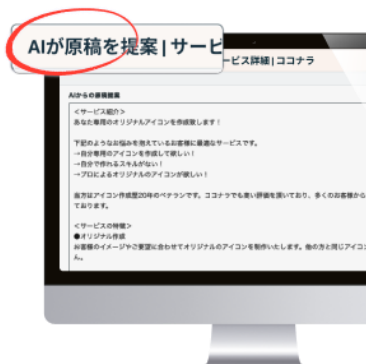 AIが原稿を提案 | サービ
ービス詳細 | ココナラ
AIからの原稿提案
<サービス紹介>
あなた専用のオリジナルアイコンを作成致します！
下記のようなお悩みを抱えているお客様に最適なサービスです。
→自分専用のアイコンを作成して欲しい！
→自分で作れるスキルがない！
→プロによるオリジナルのアイコンが欲しい！
当方はアイコン作成歴20年のベテランです。ココナラでも高い評価を頂いており、多くのお客様から
ております。
<サービスの特徴>
●オリジナル作成
お客様のイメージやご要望に合わせてオリジナルのアイコンを制作いたします。他の方と同じアイコ
ん。